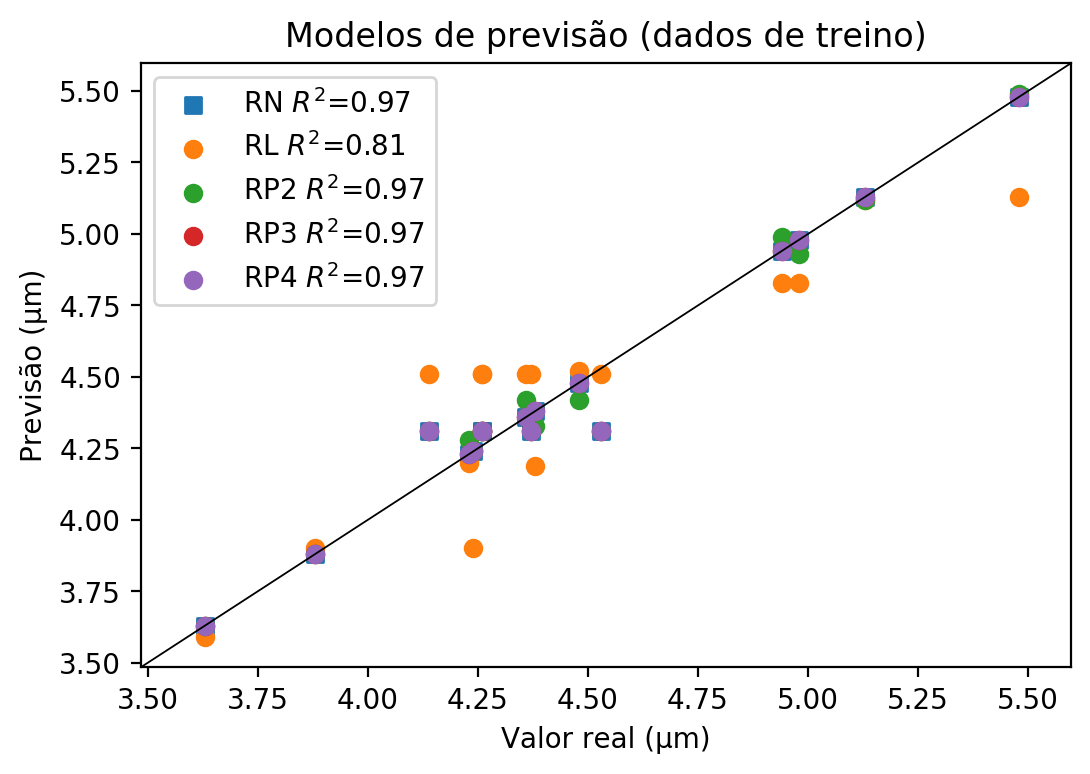 Modelos de previsão (dados de treino)
RN R²=0.97
RL R²=0.81
RP2 R²=0.97
RP3 R²=0.97
RP4 R²=0.97
5.50
5.25
5.00
4.75
4.50
4.25
4.00
3.75
3.50
Previsão (μm)
3.50 3.75 4.00 4.25 4.50 4.75 5.00 5.25 5.50
Valor real (μm)